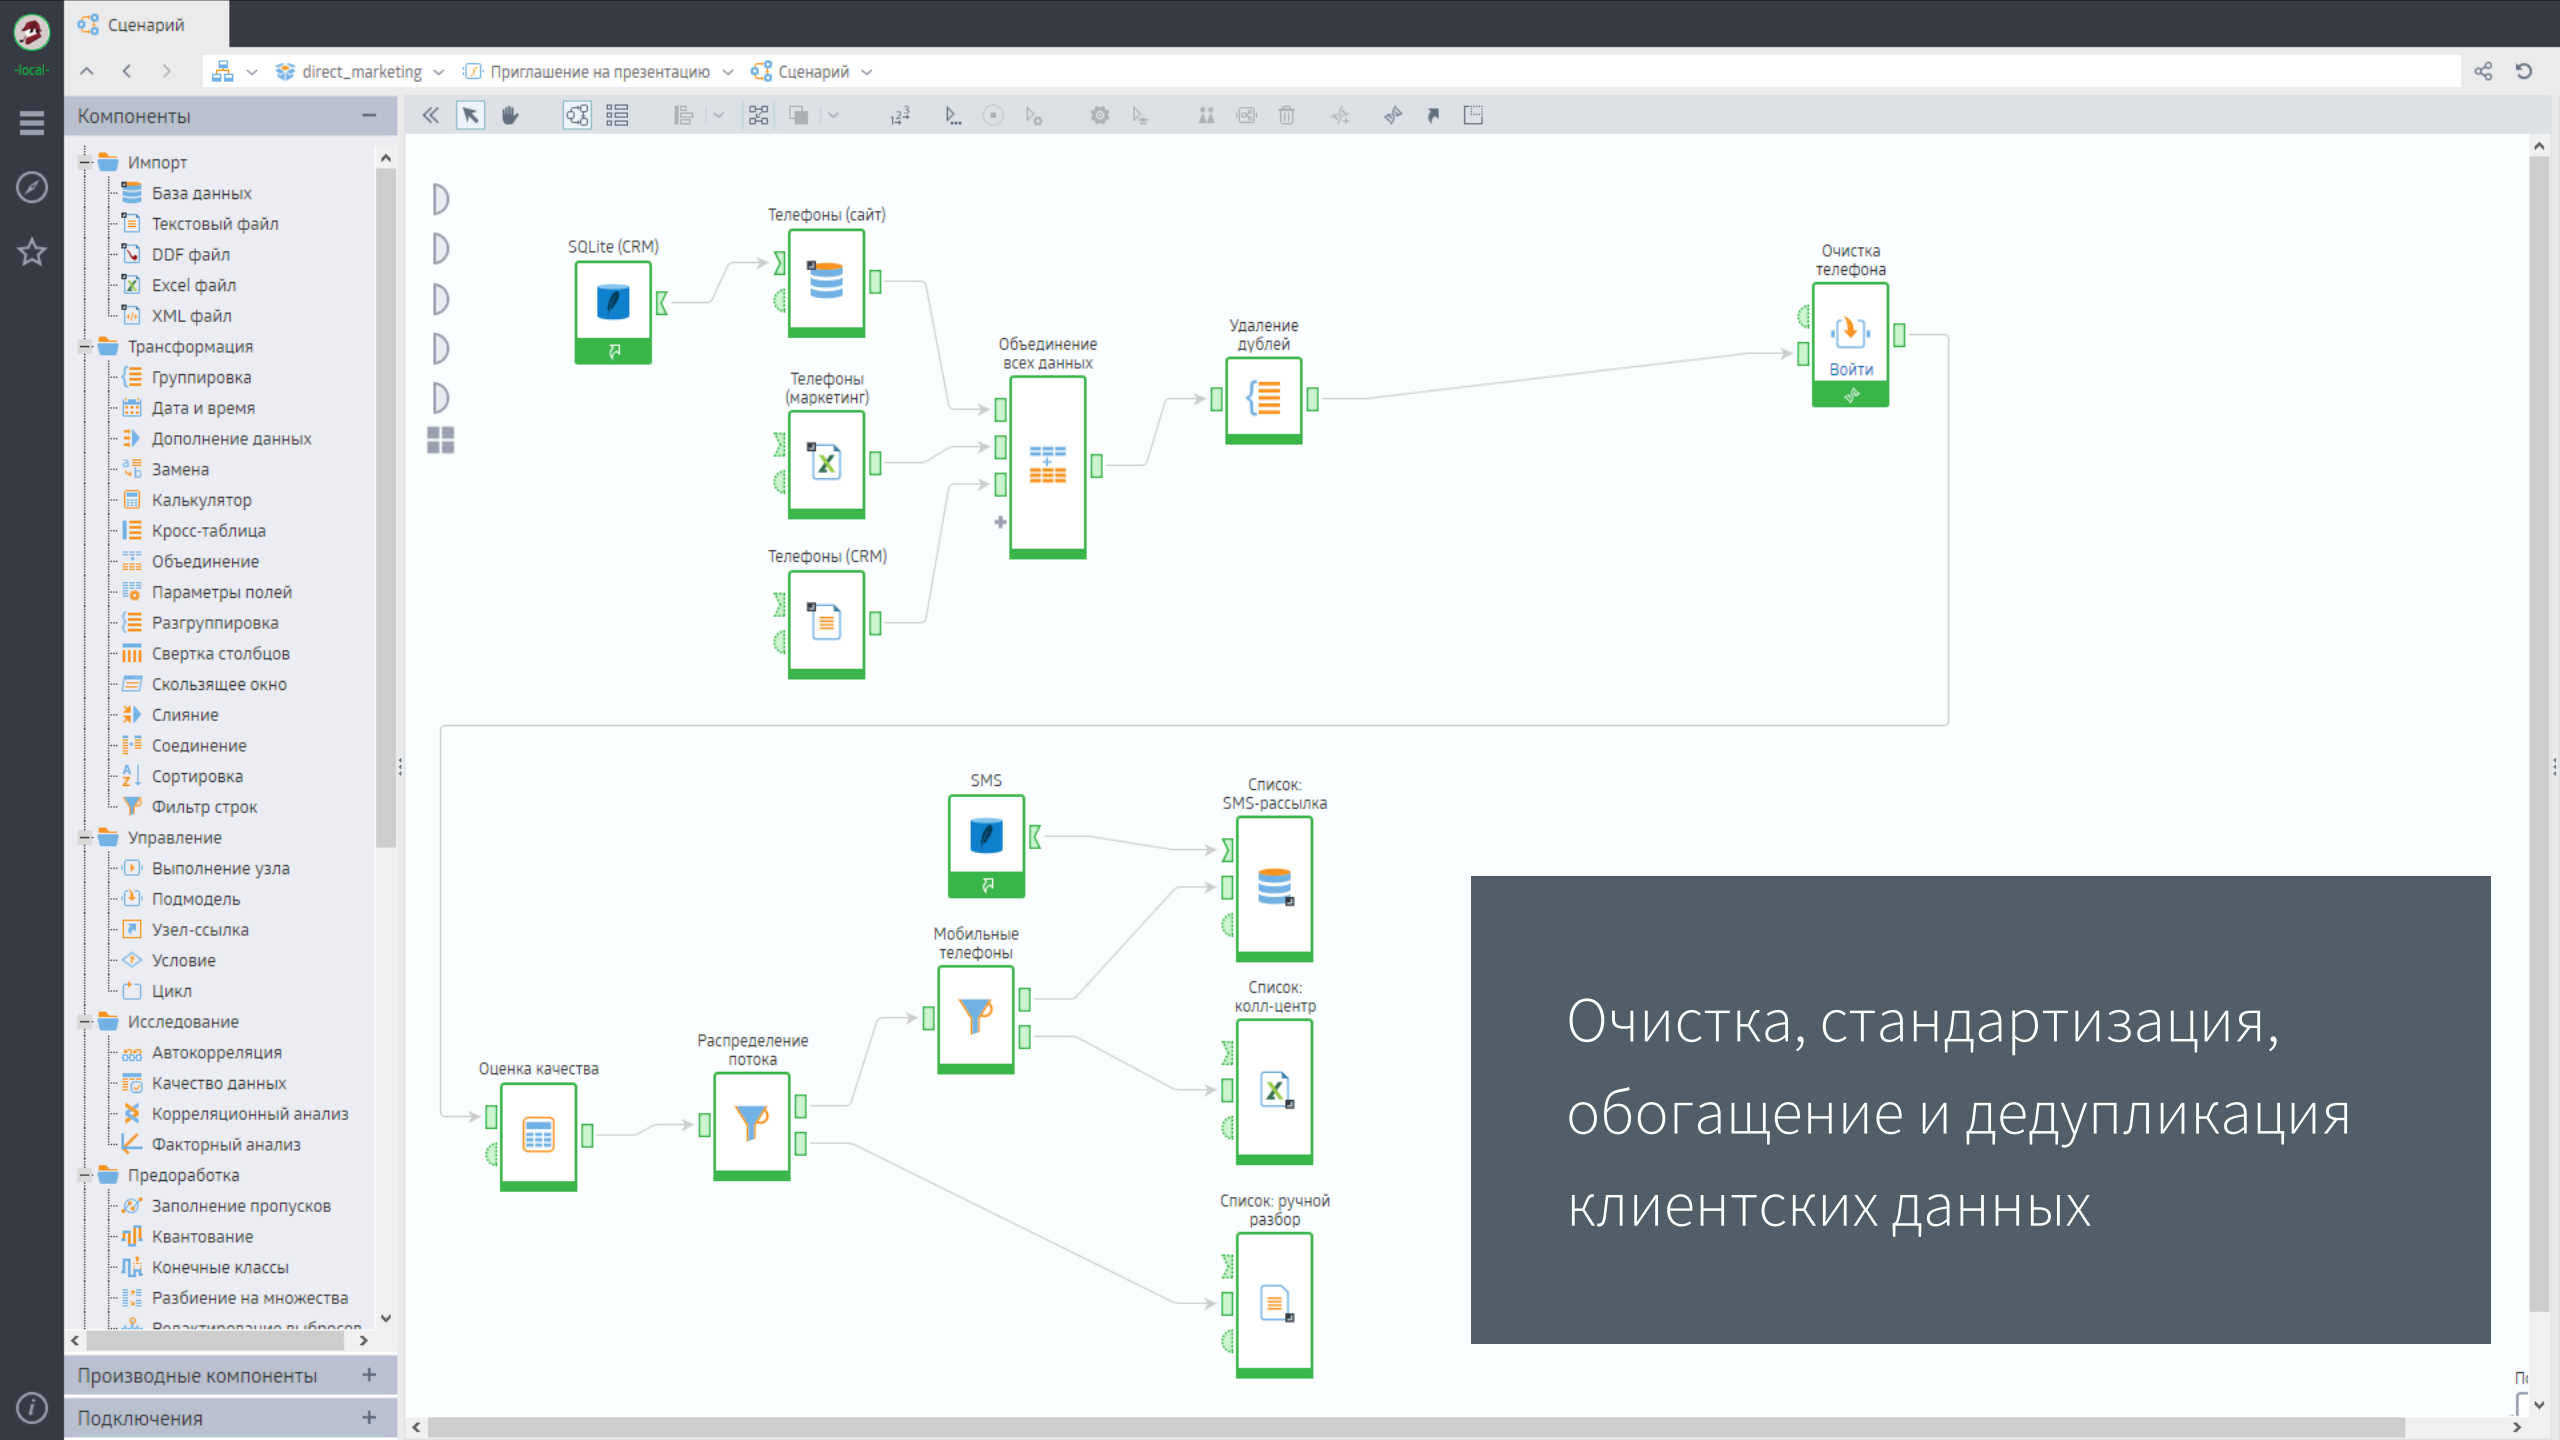 Сценарий
-local-
direct_marketing
Приглашение на презентацию
Сценарий
Компоненты
Импорт
База данных
Текстовый файл
DDF файл
Excel файл
XML файл
Трансформация
Группировка
Дата и время
Дополнение данных
Замена
Калькулятор
Кросс-таблица
Объединение
Параметры полей
Разгруппировка
Свертка столбцов
Скользящее окно
Слияние
Соединение
Сортировка
Фильтр строк
Управление
Выполнение узла
Подмодель
Узел-ссылка
Условие
Цикл
Исследование
Автокорреляция
Качество данных
Корреляционный анализ
Факторный анализ
Предоработка
Заполнение пропусков
Квантование
Конечные классы
Разбиение на множества
Редактирование выбросов
Производные компоненты
Подключения
SQLite (CRM)
Телефоны (сайт)
Телефоны
(маркетинг)
Телефоны (CRM)
Объединение
всех данных
Удаление
дублей
Очистка
телефона
Войти
SMS
Список:
SMS-рассылка
Мобильные
телефоны
Список:
колл-центр
Распределение
потока
Оценка качества
Список: ручной
разбор
Очистка, стандартизация,
обогащение и дедупликация
клиентских данных